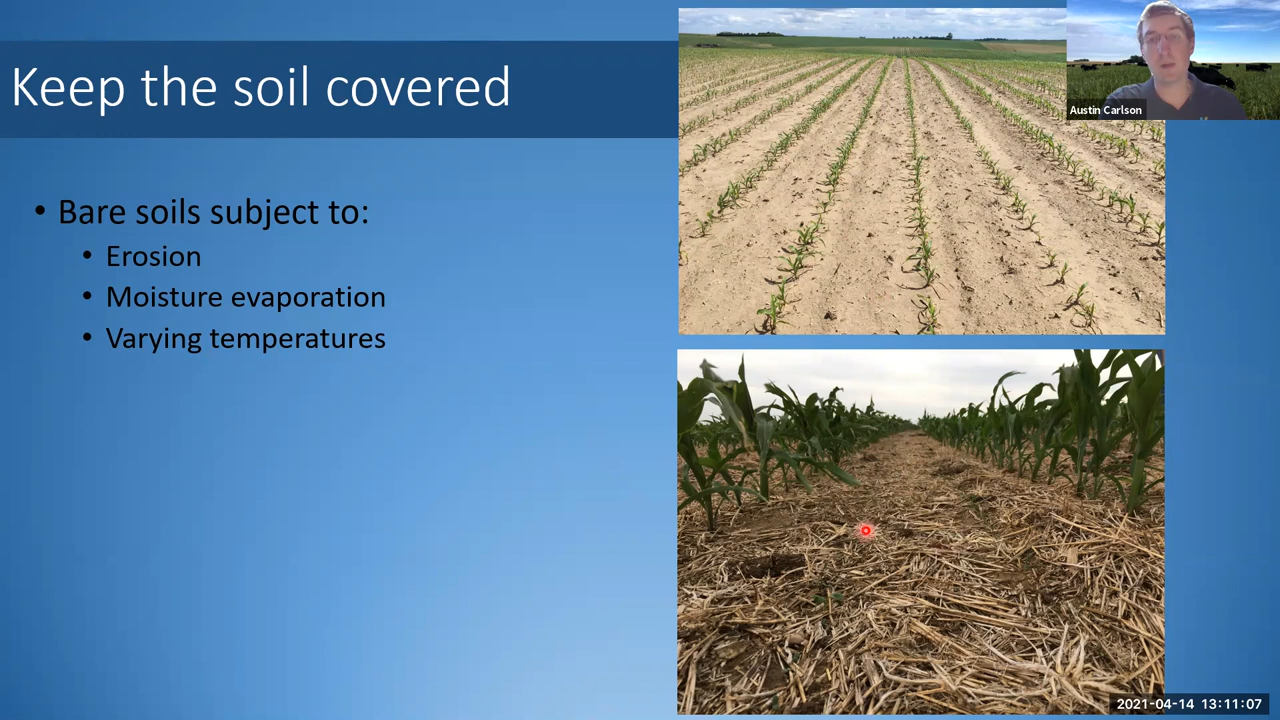 Keep the soil covered
Austin Carlson
• Bare soils subject to:
• Erosion
• Moisture evaporation
• Varying temperatures
2021-04-14 13:11:07